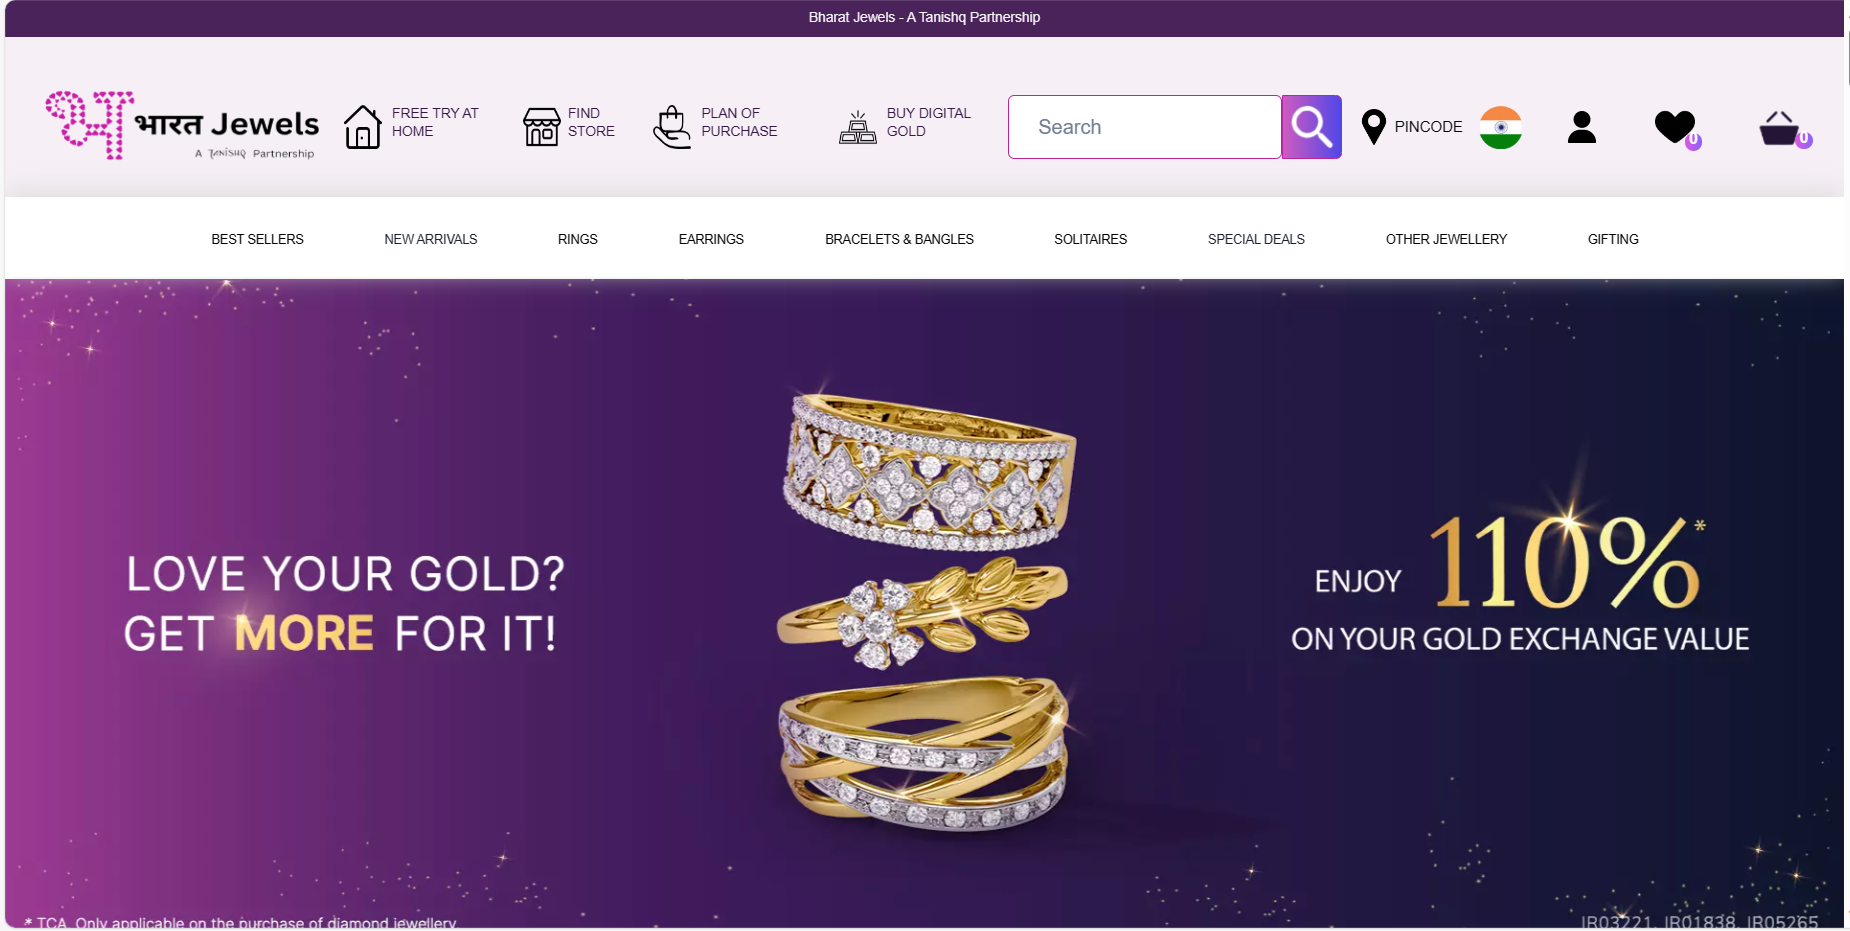 Bharat Jewels - A Tanishq Partnership
भारत Jewels
A TANISHQ Partnership
FREE TRY AT
HOME
FIND
STORE
PLAN OF
PURCHASE
BUY DIGITAL
GOLD
Search
PINCODE
0
0
BEST SELLERS
NEW ARRIVALS
RINGS
EARRINGS
BRACELETS & BANGLES
SOLITAIRES
SPECIAL DEALS
OTHER JEWELLERY
GIFTING
LOVE YOUR GOLD?
GET MORE FOR IT!
ENJOY 110%*
ON YOUR GOLD EXCHANGE VALUE
* TCA. Only applicable on the purchase of diamond jewellery
IR03221, IR01838, IR05265